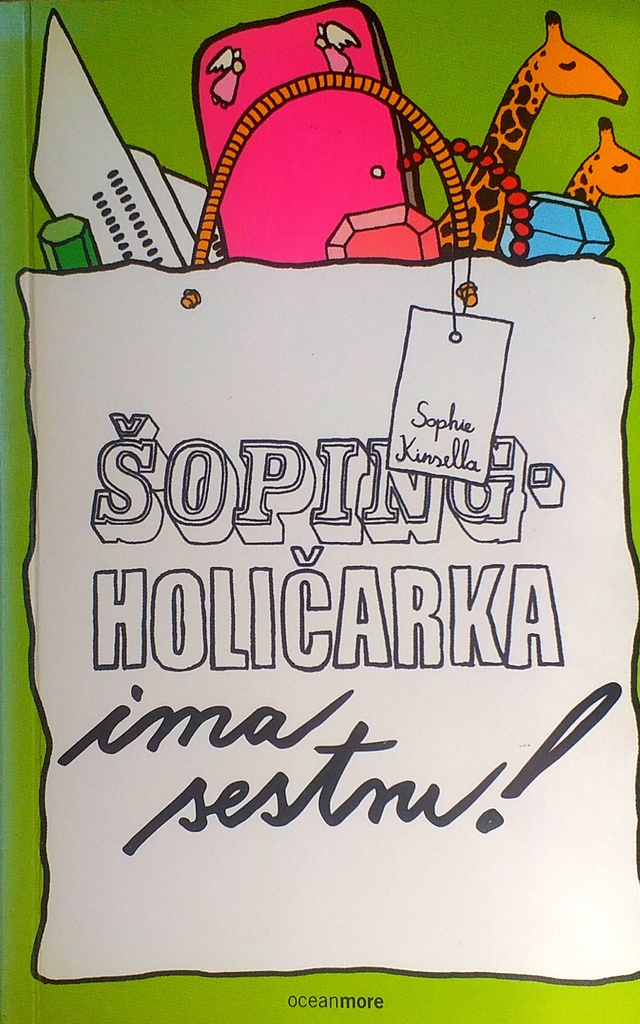 Sophie
Kinsella
ŠOPING-
HOLIČARKA
ima
sestru!
oceanmore